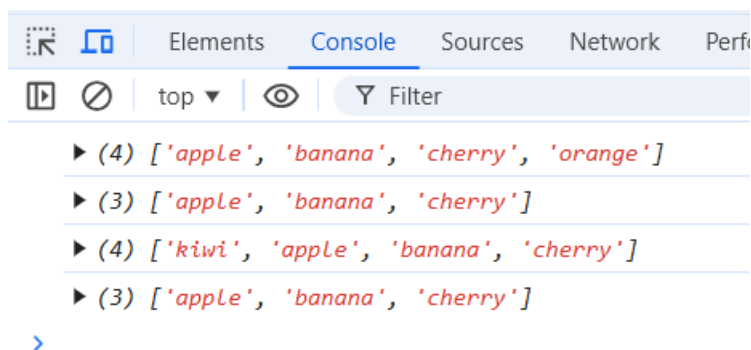 Elements Console Sources Network
top ▼ Filter
▶ (4) ['apple', 'banana', 'cherry', 'orange']
▶ (3) ['apple', 'banana', 'cherry']
▶ (4) ['kiwi', 'apple', 'banana', 'cherry']
▶ (3) ['apple', 'banana', 'cherry']
>